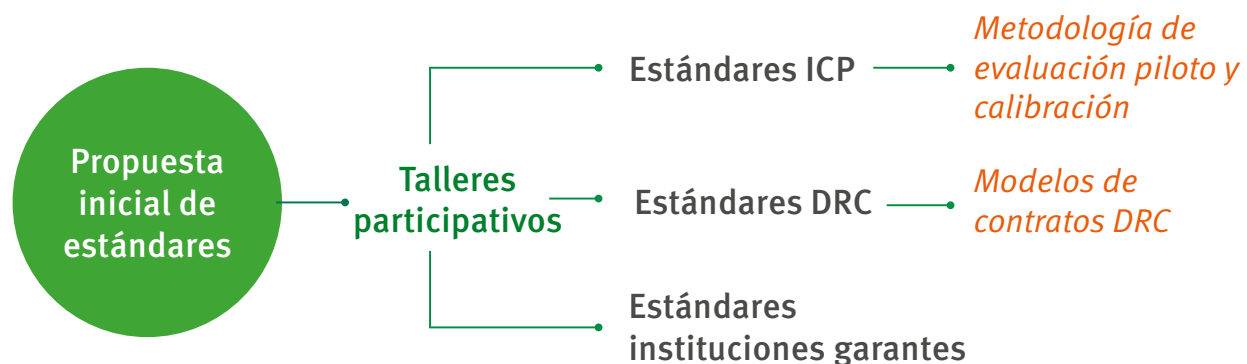 Propuesta
inicial de
estándares
Talleres
participativos
Estándares ICP
Metodología de
evaluación piloto y
calibración
Estándares DRC
Modelos de
contratos DRC
Estándares
instituciones garantes